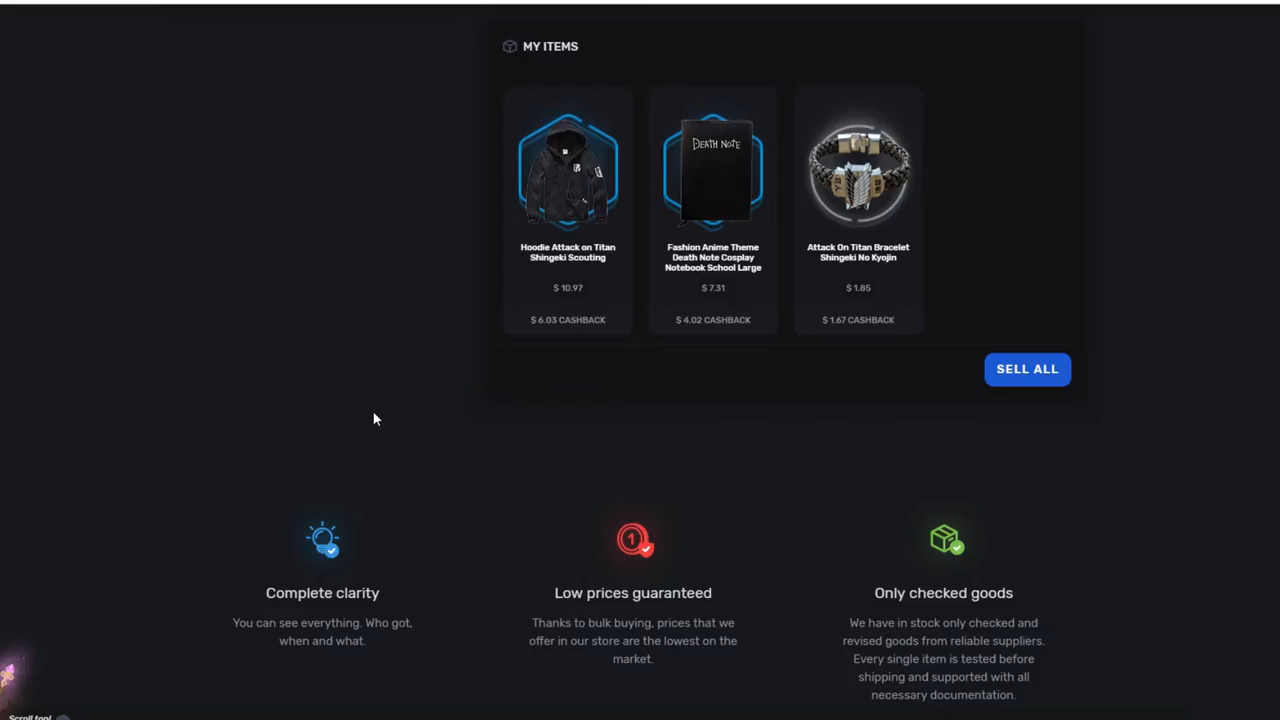 MY ITEMS
DEATH NOTE
Hoodie Attack on Titan
Shingeki Scouting
$ 10.97
$ 6.03 CASHBACK
Fashion Anime Theme
Death Note Cosplay
Notebook School Large
$ 7.31
$ 4.02 CASHBACK
Attack On Titan Bracelet
Shingeki No Kyojin
$ 1.85
$ 1.67 CASHBACK
SELL ALL
Complete clarity
You can see everything. Who got,
when and what.
1
Low prices guaranteed
Thanks to bulk buying, prices that we
offer in our store are the lowest on the
market.
Only checked goods
We have in stock only checked and
revised goods from reliable suppliers.
Every single item is tested before
shipping and supported with all
necessary documentation.
Scroll top!